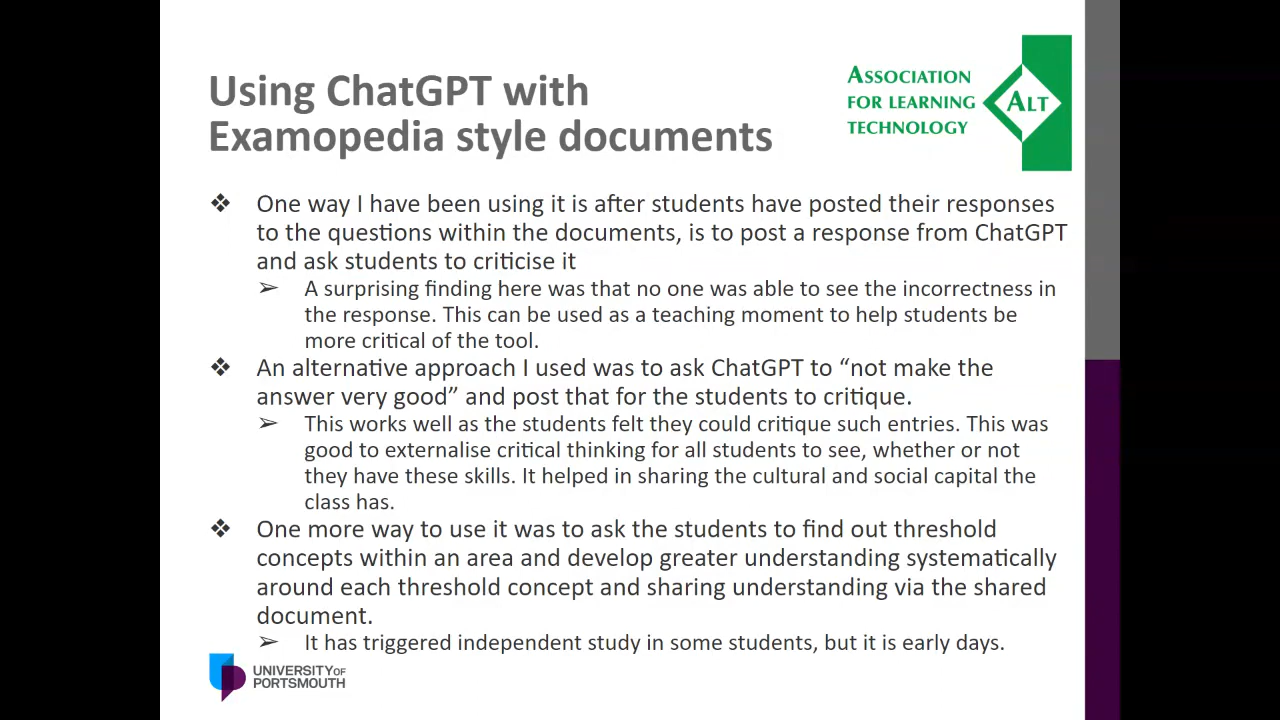 Using ChatGPT with
Examopedia style documents
ASSOCIATION
FOR LEARNING
TECHNOLOGY
ALT
❖ One way I have been using it is after students have posted their responses
to the questions within the documents, is to post a response from ChatGPT
and ask students to criticise it
➢ A surprising finding here was that no one was able to see the incorrectness in
the response. This can be used as a teaching moment to help students be
more critical of the tool.
❖ An alternative approach I used was to ask ChatGPT to “not make the
answer very good” and post that for the students to critique.
➢ This works well as the students felt they could critique such entries. This was
good to externalise critical thinking for all students to see, whether or not
they have these skills. It helped in sharing the cultural and social capital the
class has.
❖ One more way to use it was to ask the students to find out threshold
concepts within an area and develop greater understanding systematically
around each threshold concept and sharing understanding via the shared
document.
➢ It has triggered independent study in some students, but it is early days.
UNIVERSITY OF
PORTSMOUTH